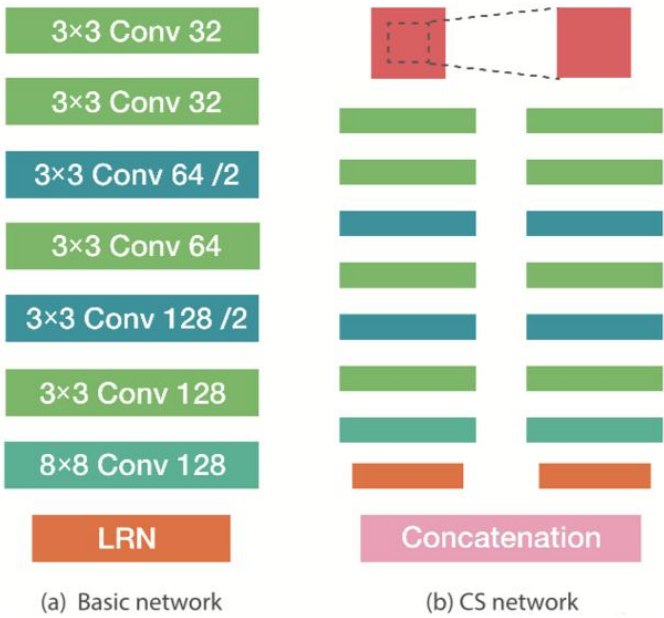 3×3 Conv 32
3×3 Conv 32
3×3 Conv 64 /2
3×3 Conv 64
3×3 Conv 128 /2
3×3 Conv 128
8×8 Conv 128
LRN
(a) Basic network
Concatenation
(b) CS network